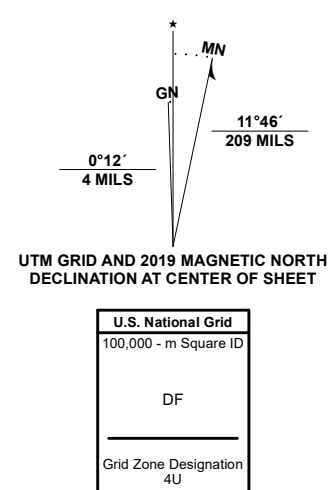 ★
MN
GN
11°46´
209 MILS
0°12´
4 MILS
UTM GRID AND 2019 MAGNETIC NORTH
DECLINATION AT CENTER OF SHEET
U.S. National Grid
100,000 - m Square ID
DF
Grid Zone Designation
4U